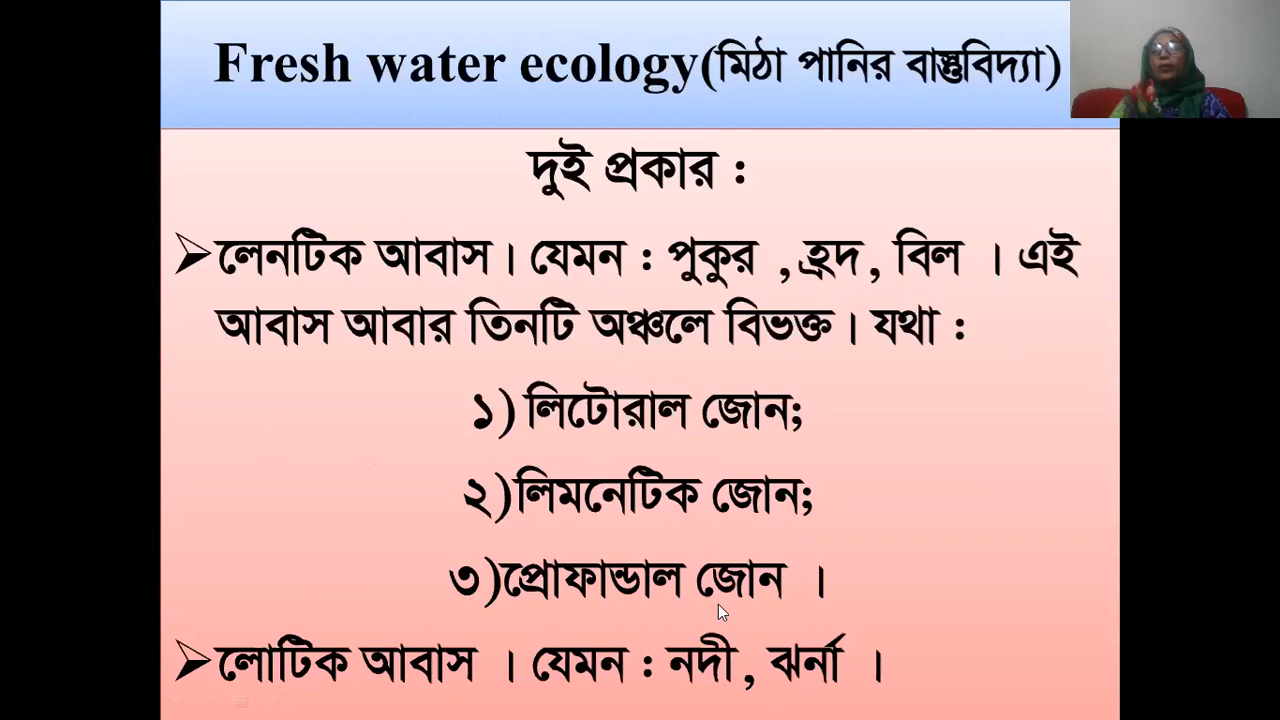 Fresh water ecology(মিঠা পানির বাস্তুবিদ্যা)
দুই প্রকার :
লেনটিক আবাস। যেমন : পুকুর , হ্রদ, বিল । এই
আবাস আবার তিনটি অঞ্চলে বিভক্ত। যথা :
১) লিটোরাল জোন;
২)লিমনেটিক জোন;
৩)প্রোফান্ডাল জোন ।
লোটিক আবাস । যেমন : নদী, ঝর্না ।